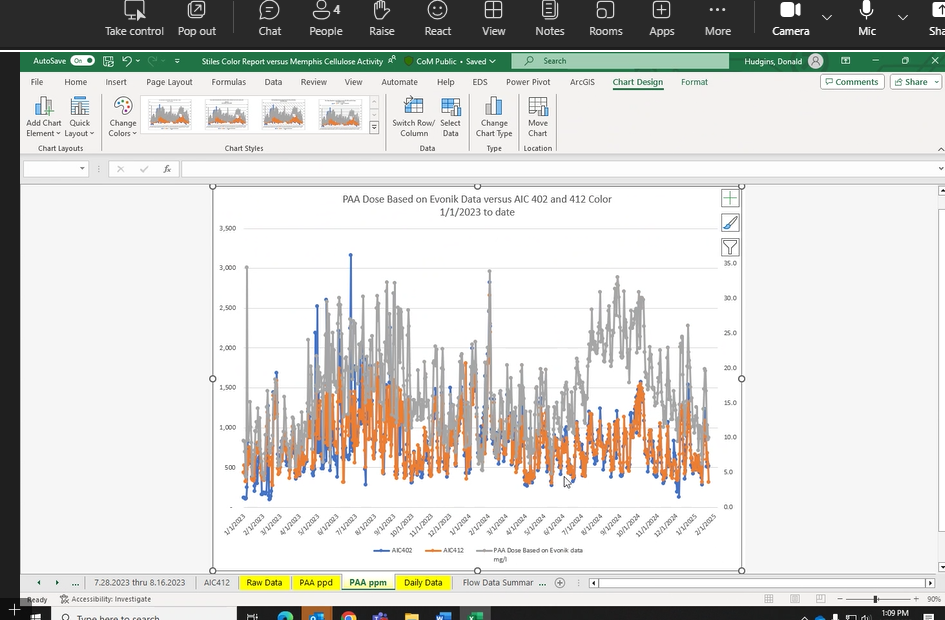 Take control Pop out Chat People 4 Raise React View Notes Rooms Apps More Camera Mic Sha
AutoSave On Stiles Color Report versus Memphis Cellulose Activity CoM Public • Saved Search Hudgins, Donald
File Home Insert Page Layout Formulas Data Review View Automate Help EDS Power Pivot ArcGIS Chart Design Format Comments Share
Add Chart Element Quick Layout Change Colors Switch Row/ Column Select Data Change Chart Type Move Chart
Chart Layouts Chart Styles Data Type Location
fx
PAA Dose Based on Evonik Data versus AIC 402 and 412 Color
1/1/2023 to date
3,500
3,000
2,500
2,000
1,500
1,000
500
-
35.0
30.0
25.0
20.0
15.0
10.0
5.0
0.0
1/1/2023 2/1/2023 3/1/2023 4/1/2023 5/1/2023 6/1/2023 7/1/2023 8/1/2023 9/1/2023 10/1/2023 11/1/2023 12/1/2023 1/1/2024 2/1/2024 3/1/2024 4/1/2024 5/1/2024 6/1/2024 7/1/2024 8/1/2024 9/1/2024 10/1/2024 11/1/2024 12/1/2024 1/1/2025 2/1/2025
AIC402 AIC412 PAA Dose Based on Evonik data
mg/l
... 7.28.2023 thru 8.16.2023 AIC412 Raw Data PAA ppd PAA ppm Daily Data Flow Data Summar ...
Ready Accessibility: Investigate 90%
Type here to search 1:09 PM